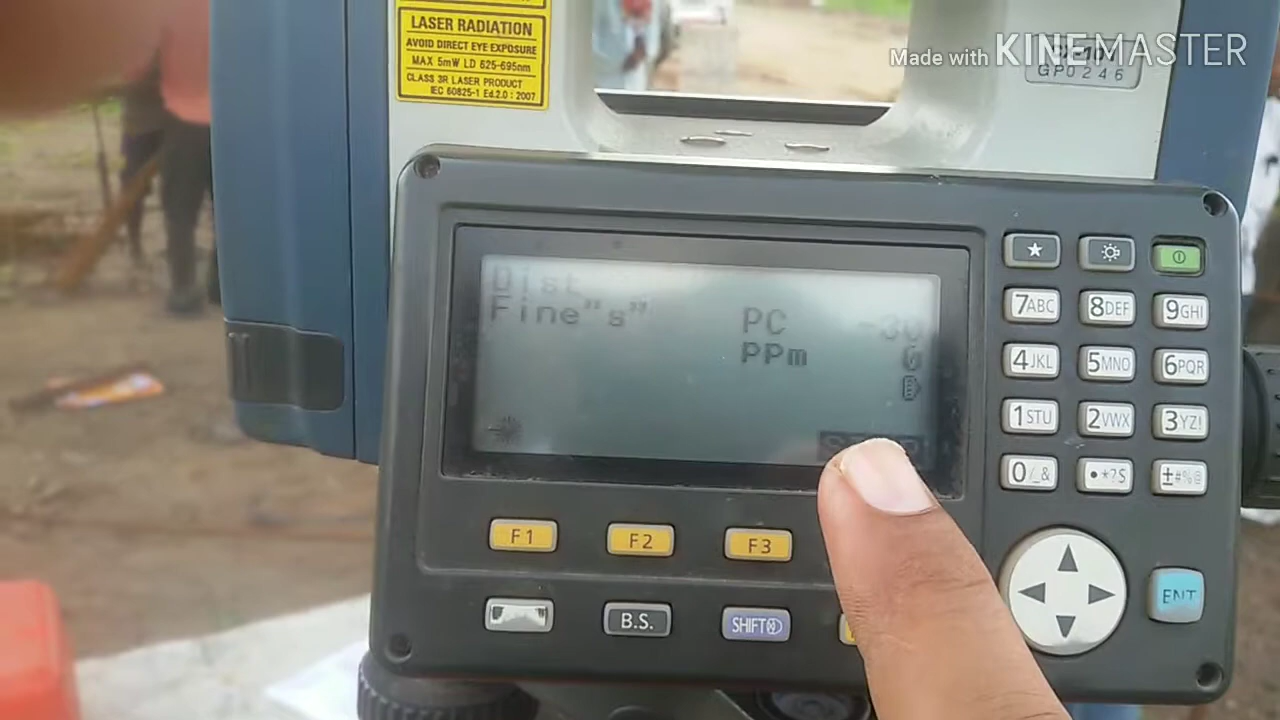 LASER RADIATION
AVOID DIRECT EYE EXPOSURE
MAX 5mW LD 625-695nm
CLASS 3R LASER PRODUCT
IEC 60825-1 Ed.2.0 : 2007
Made with KINEMASTER
GP0246
Dist
Fine"s"
PC -30
ppm 6
★
7ABC 8DEF 9GHI
4JKL 5MNO 6PQR
1STU 2VWX 3YZ!
0/_& •*?$ ±#%@
F1 F2 F3
B.S. SHIFT
ENT